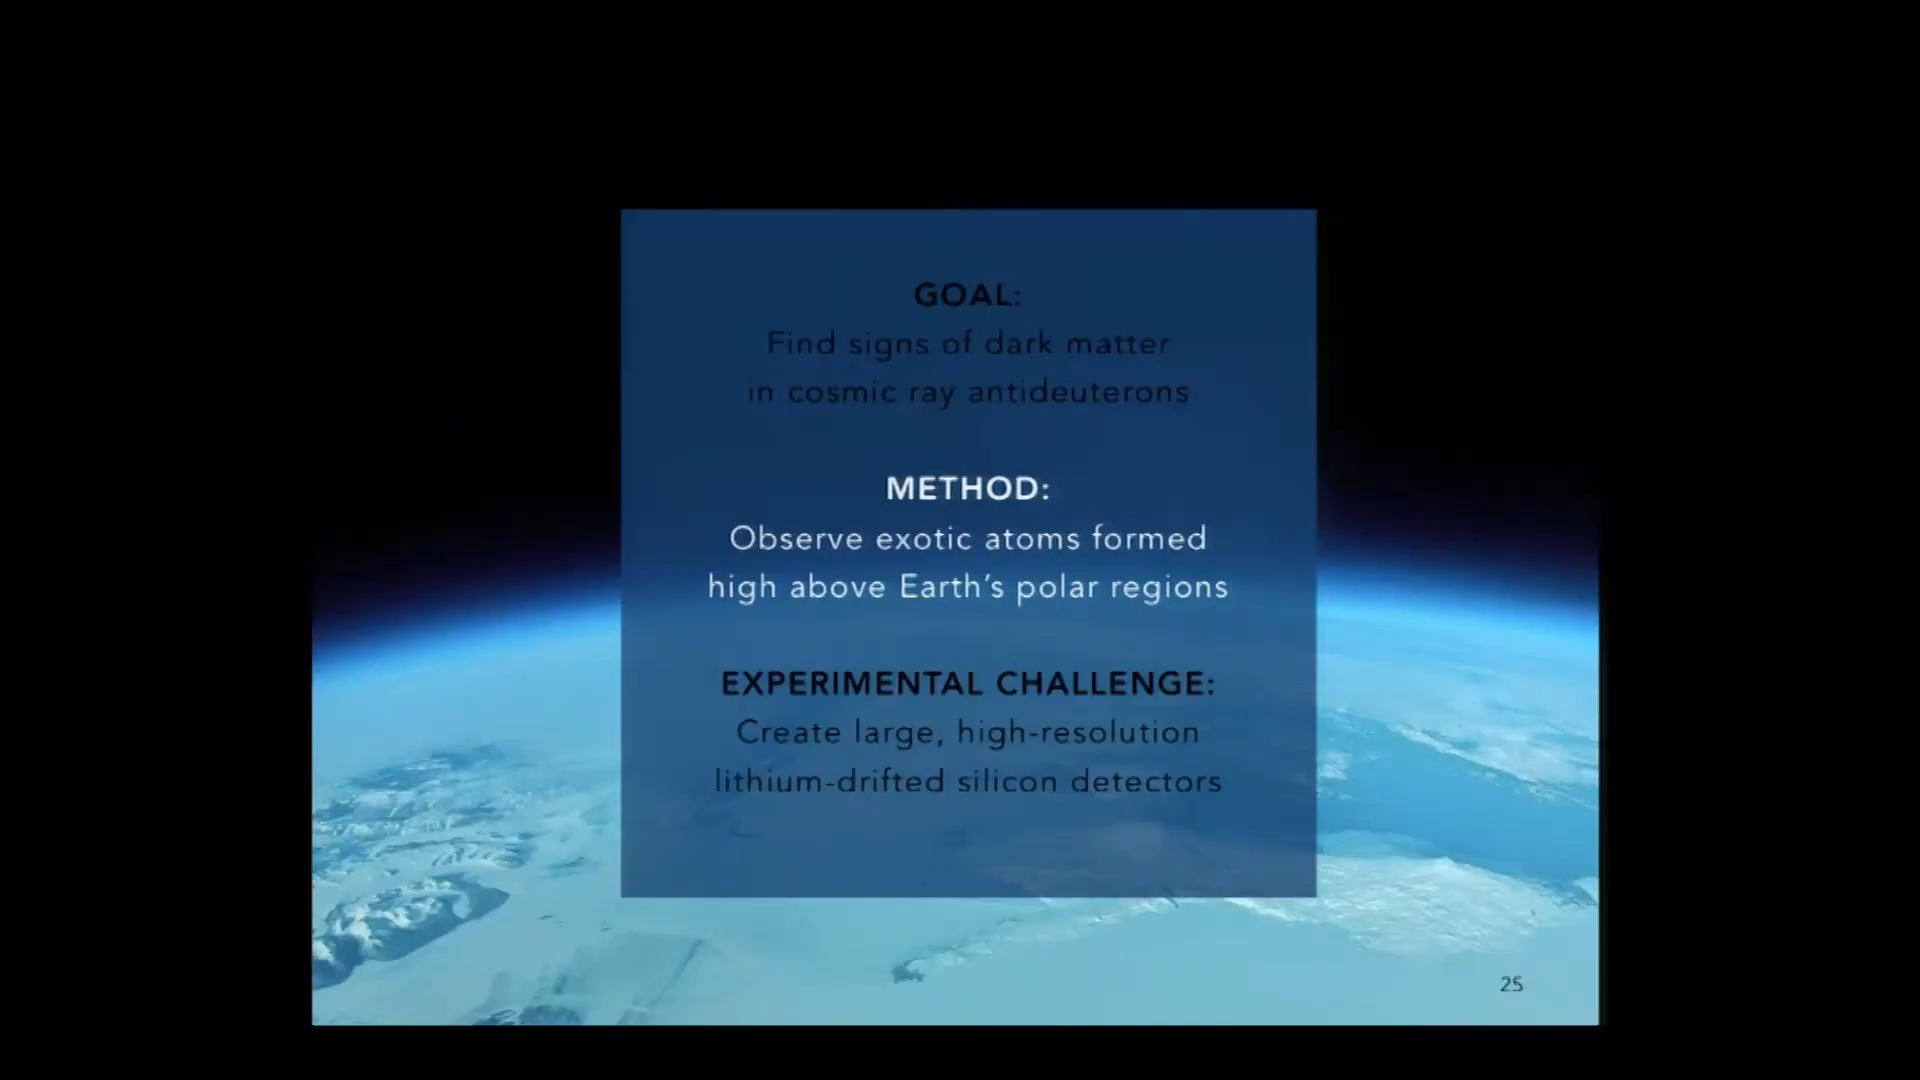 GOAL:
Find signs of dark matter
in cosmic ray antideuterons
METHOD:
Observe exotic atoms formed
high above Earth’s polar regions
EXPERIMENTAL CHALLENGE:
Create large, high-resolution
lithium-drifted silicon detectors
25